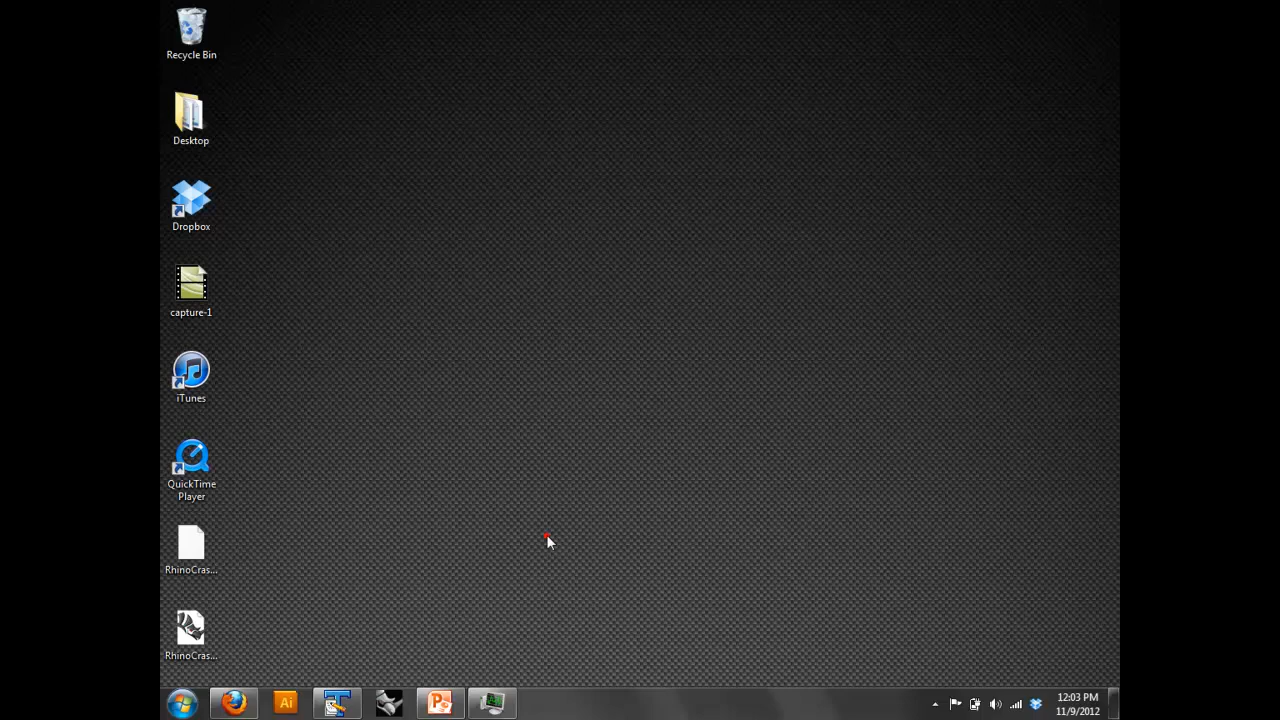 Recycle Bin
Desktop
Dropbox
capture-1
iTunes
QuickTime
Player
RhinoCras...
RhinoCras...
Ai
12:03 PM
11/9/2012